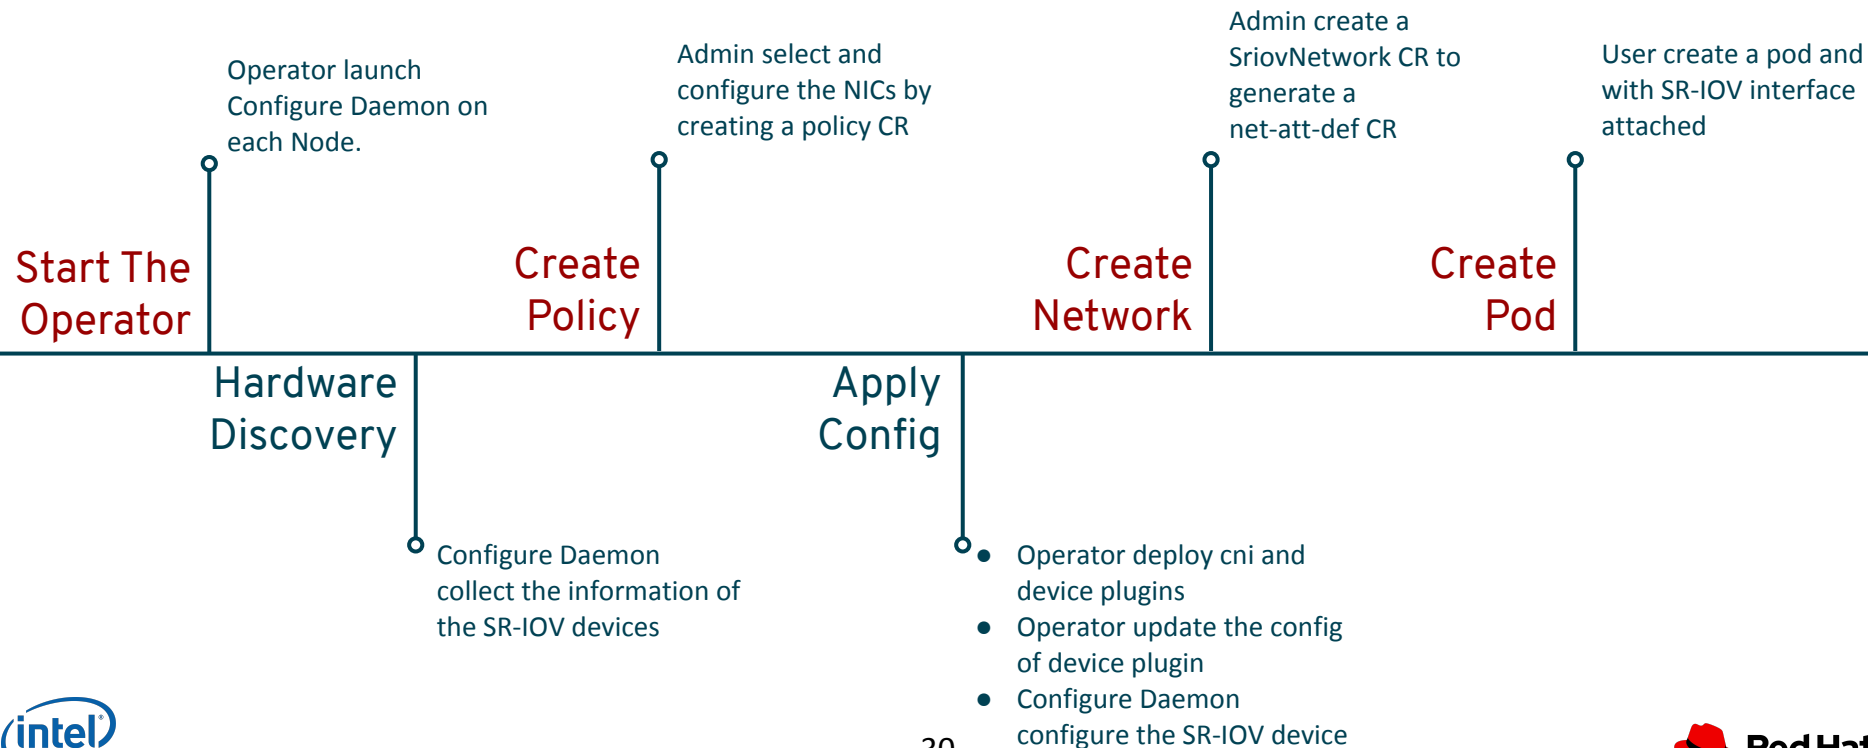 Operator launch
Configure Daemon on
each Node.
Admin select and
configure the NICs by
creating a policy CR
Admin create a
SriovNetwork CR to
generate a
net-att-def CR
User create a pod and
with SR-IOV interface
attached
Start The
Operator
Create
Policy
Create
Network
Create
Pod
Hardware
Discovery
Apply
Config
Configure Daemon
collect the information of
the SR-IOV devices
● Operator deploy cni and
device plugins
● Operator update the config
of device plugin
● Configure Daemon
configure the SR-IOV device
intel®
Red Hat